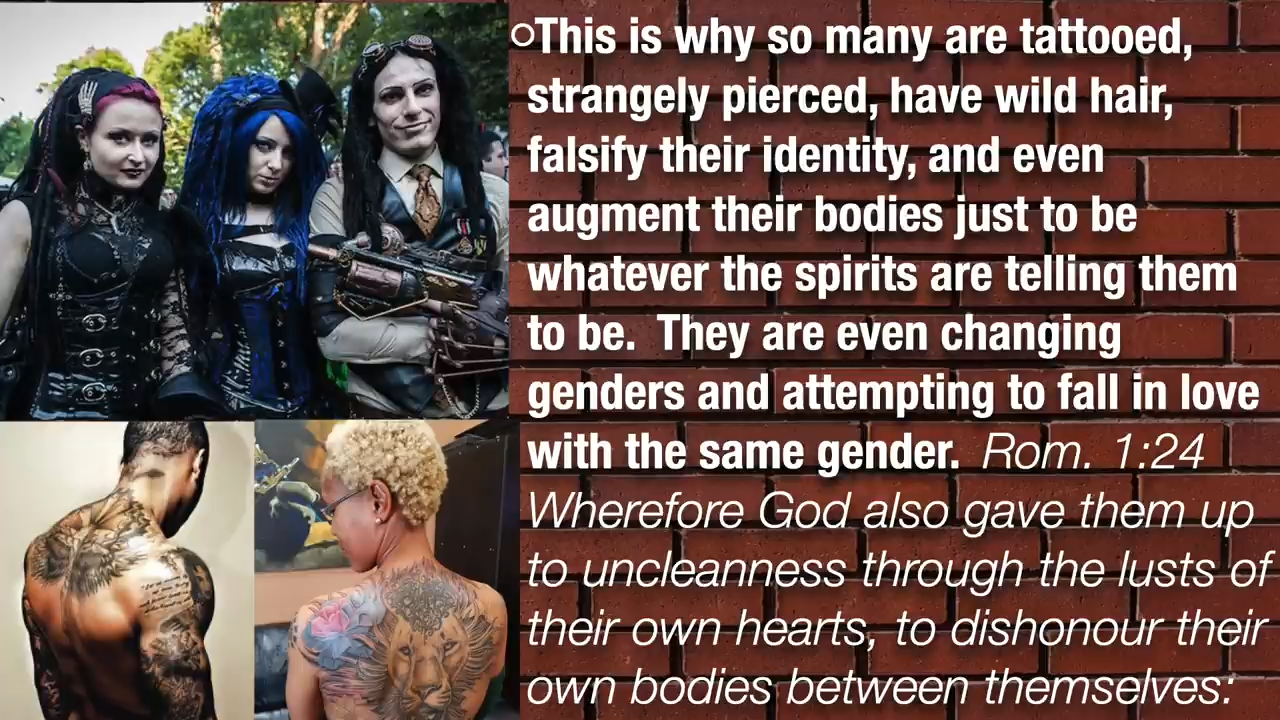 ○This is why so many are tattooed,
strangely pierced, have wild hair,
falsify their identity, and even
augment their bodies just to be
whatever the spirits are telling them
to be. They are even changing
genders and attempting to fall in love
with the same gender. Rom. 1:24
Wherefore God also gave them up
to uncleanness through the lusts of
their own hearts, to dishonour their
own bodies between themselves: